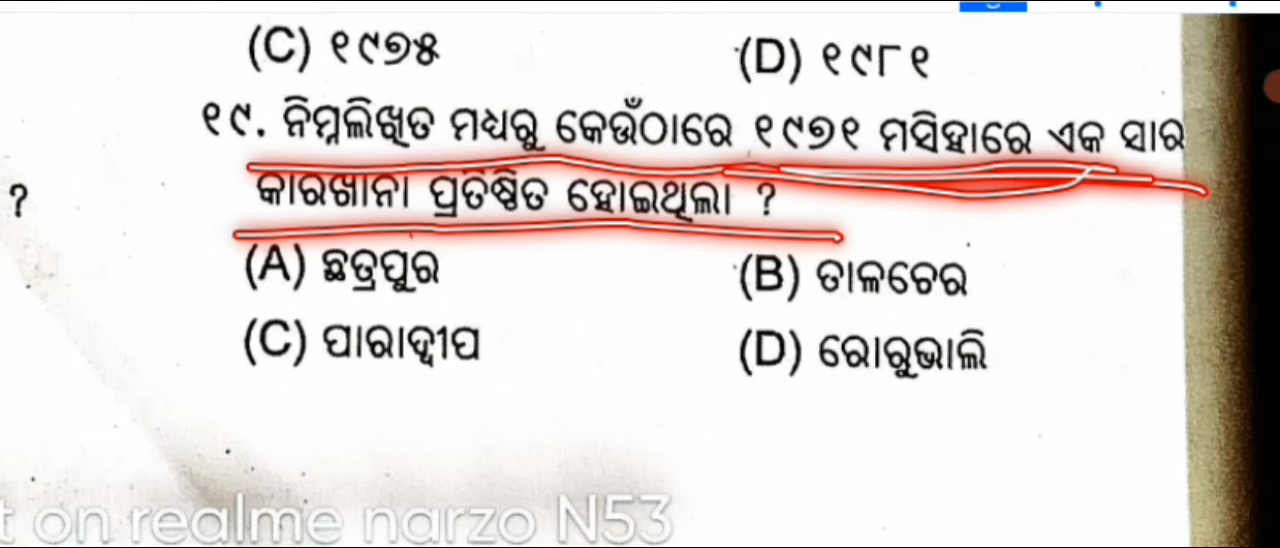 (C) ୧୯୭୫ (D) ୧୯୮୧
୧୯. ନିମ୍ନଲିଖିତ ମଧ୍ୟରୁ କେଉଁଠାରେ ୧୯୭୧ ମସିହାରେ ଏକ ସାର
? କାରଖାନା ପ୍ରତିଷ୍ଠିତ ହୋଇଥିଲା ?
(A) ଛତ୍ରପୁର (B) ତାଳଚେର
(C) ପାରାଦ୍ୱୀପ (D) ରୋରୁଭାଲି
t on realme narzo N53